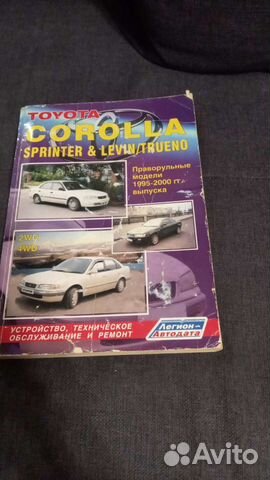 TOYOTA
COROLLA
SPRINTER & LEVIN/TRUENO
Праворульные
модели
1995-2000 гг.
выпуска
2WD
4WD
УСТРОЙСТВО, ТЕХНИЧЕСКОЕ
ОБСЛУЖИВАНИЕ И РЕМОНТ
Легион-
Автодата
Avito